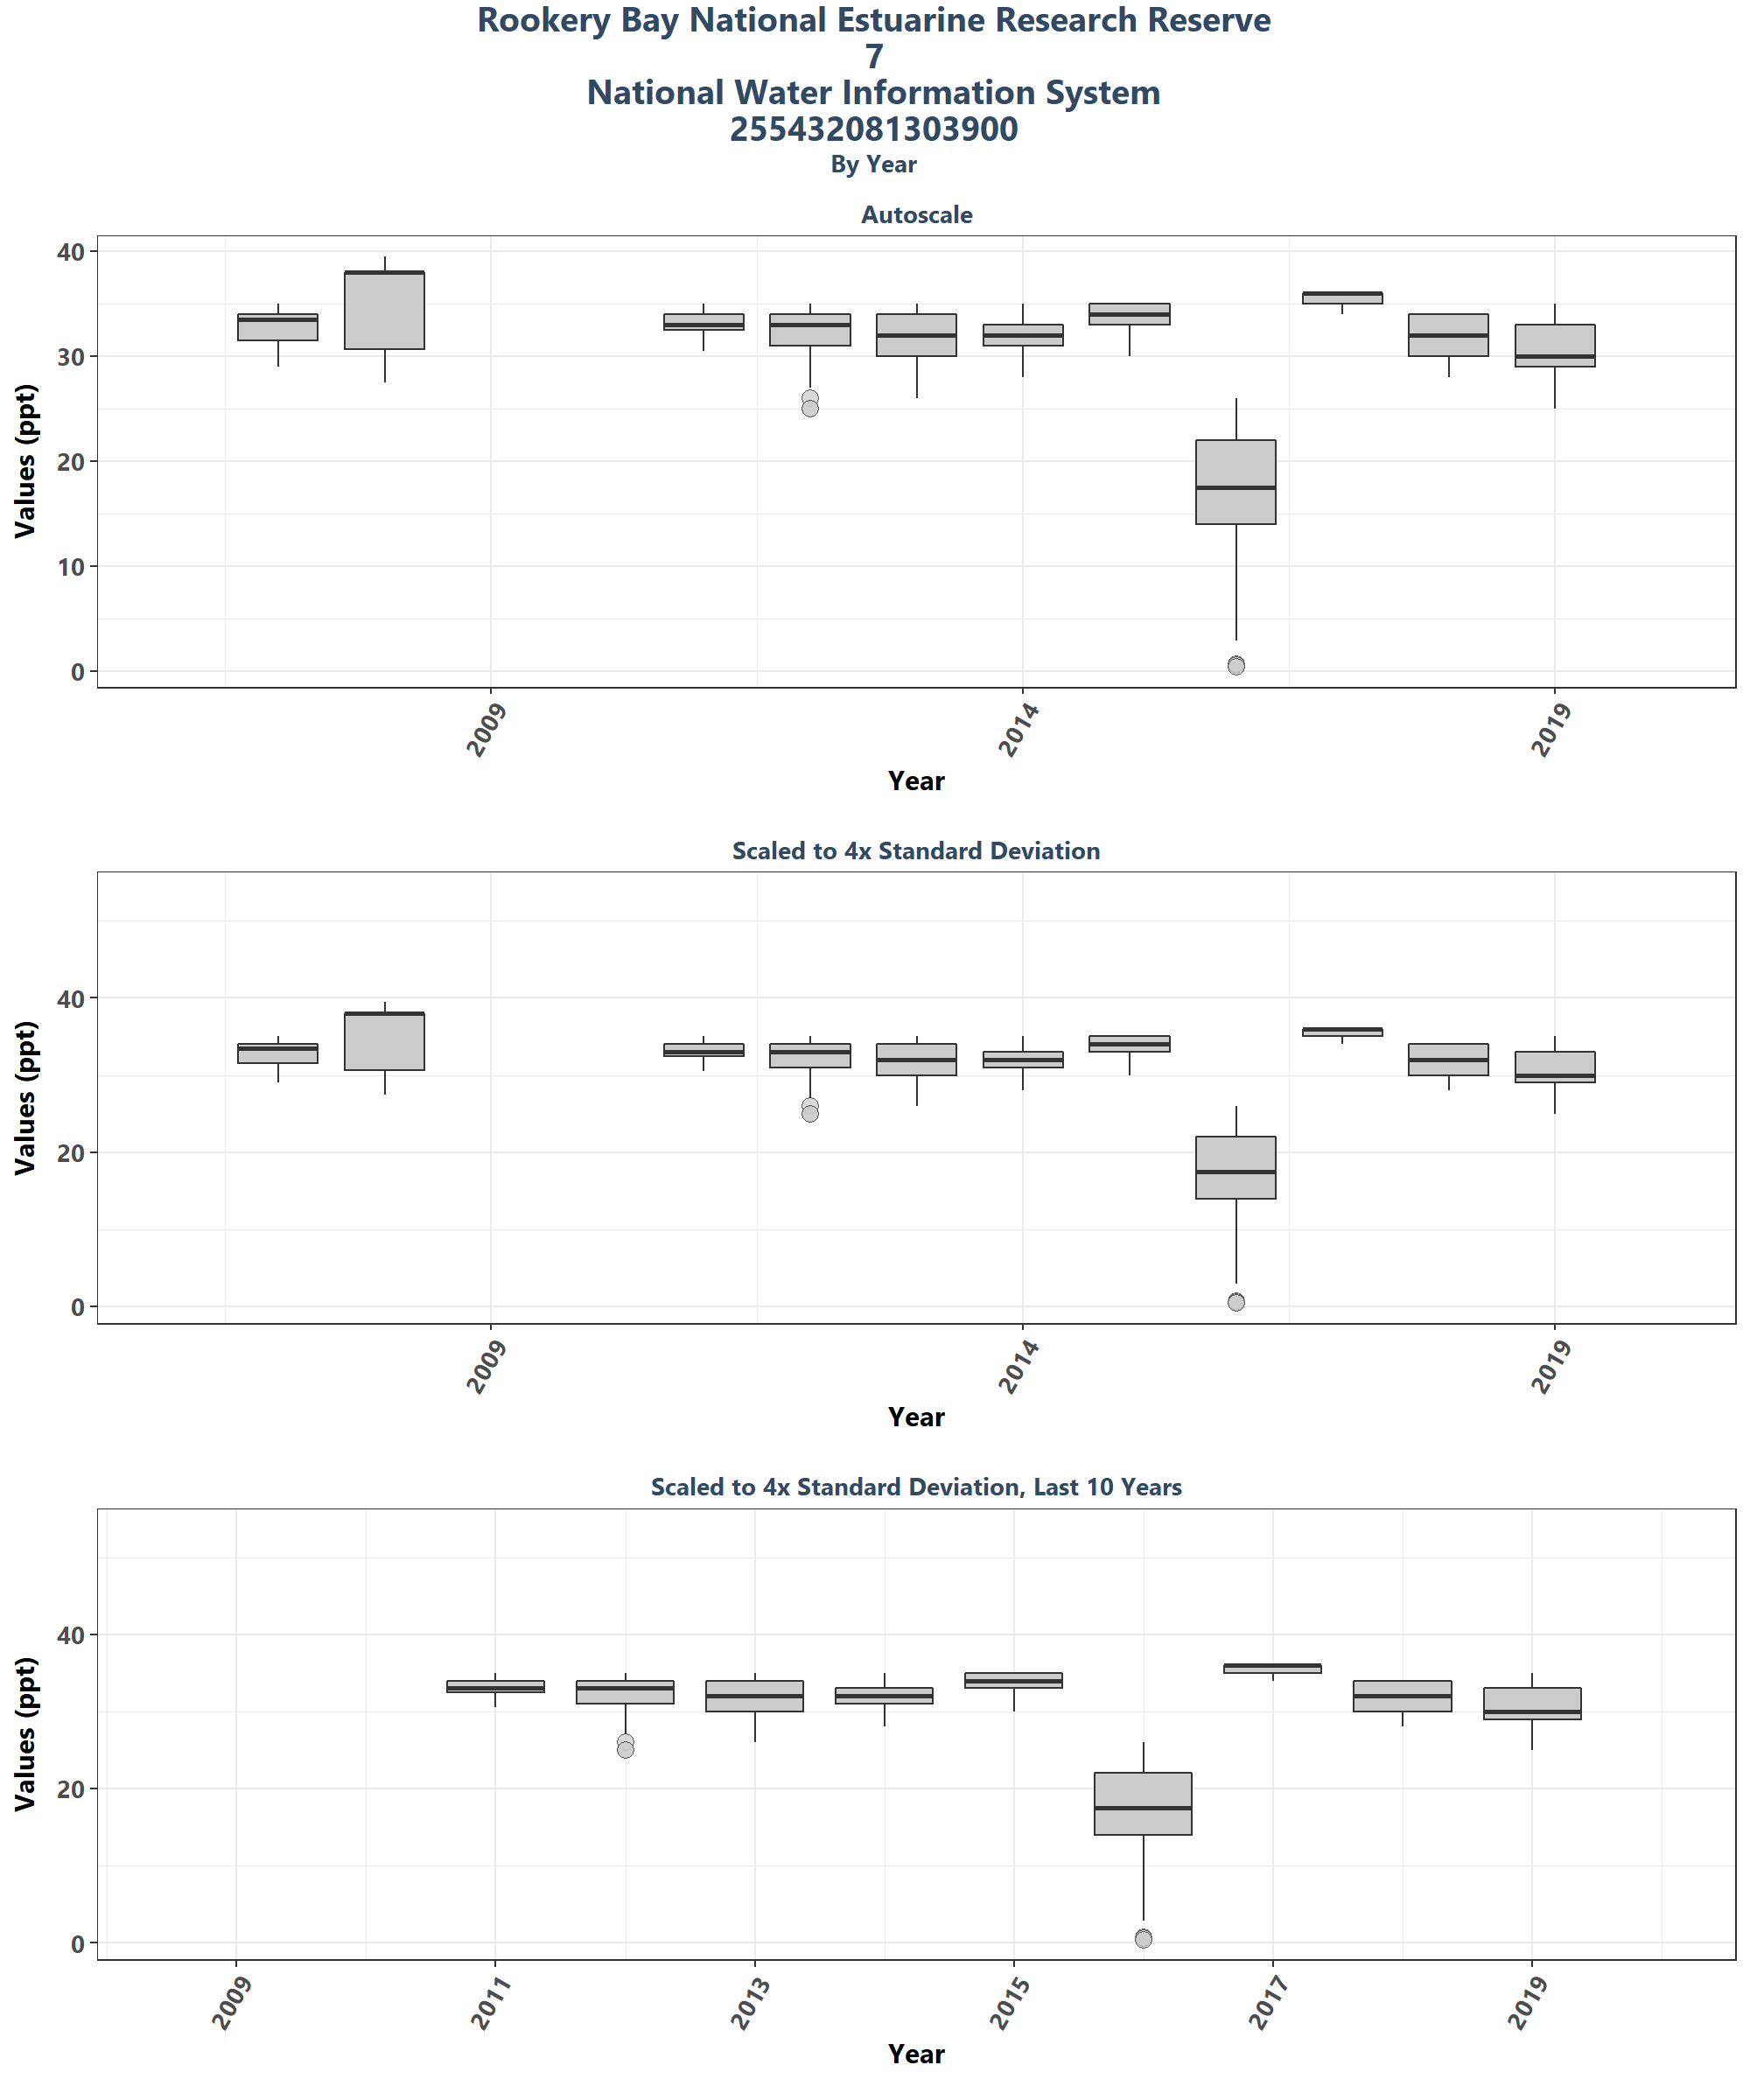 Rookery Bay National Estuarine Research Reserve
7
National Water Information System
255432081303900
By Year
Autoscale
Values (ppt)
40
30
20
10
0
2009
2014
2019
Year
Scaled to 4x Standard Deviation
Values (ppt)
40
20
0
2009
2014
2019
Year
Scaled to 4x Standard Deviation, Last 10 Years
Values (ppt)
40
20
0
2009
2011
2013
2015
2017
2019
Year